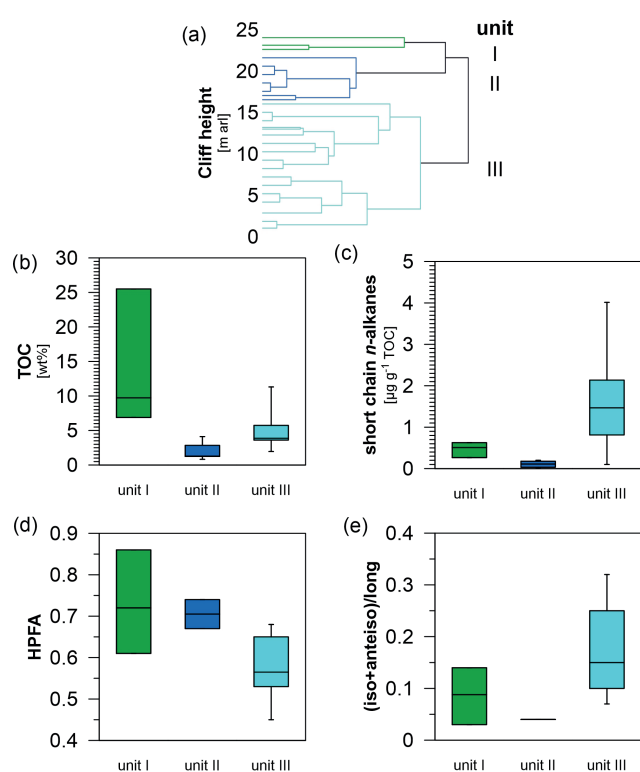 (a)
unit
25
20
15
10
5
0
Cliff height
[m arl]
I
II
III
(b)
30
25
20
15
10
5
0
TOC
[wt%]
unit I
unit II
unit III
(c)
5
4
3
2
1
0
short chain n-alkanes
[µg g⁻¹ TOC]
unit I
unit II
unit III
(d)
0.9
0.8
0.7
0.6
0.5
0.4
HPFA
unit I
unit II
unit III
(e)
0.4
0.3
0.2
0.1
0
(iso+anteiso)/long
unit I
unit II
unit III